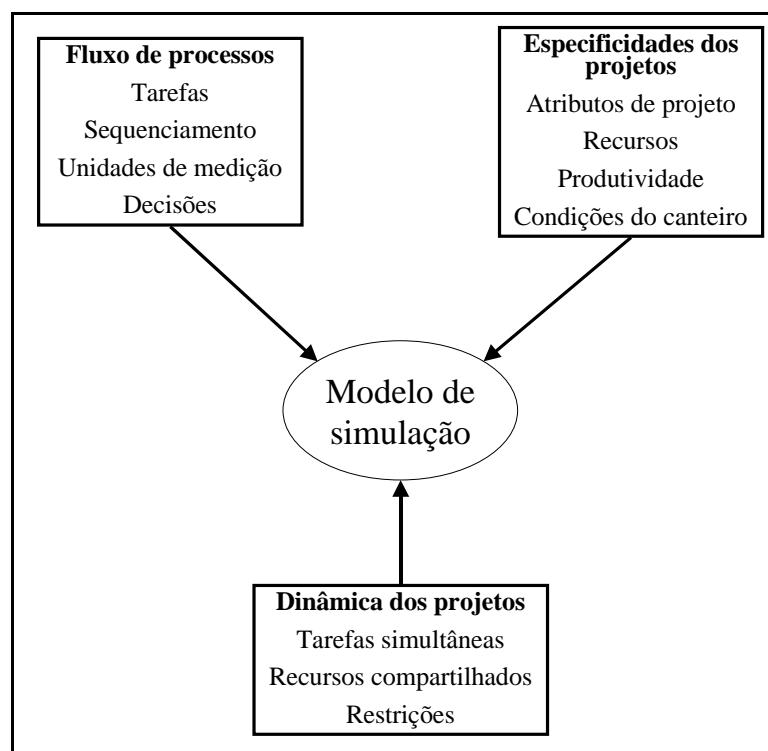 Fluxo de processos
Tarefas
Sequenciamento
Unidades de medição
Decisões
Especificidades dos
projetos
Atributos de projeto
Recursos
Produtividade
Condições do canteiro
Modelo de
simulação
Dinâmica dos projetos
Tarefas simultâneas
Recursos compartilhados
Restrições